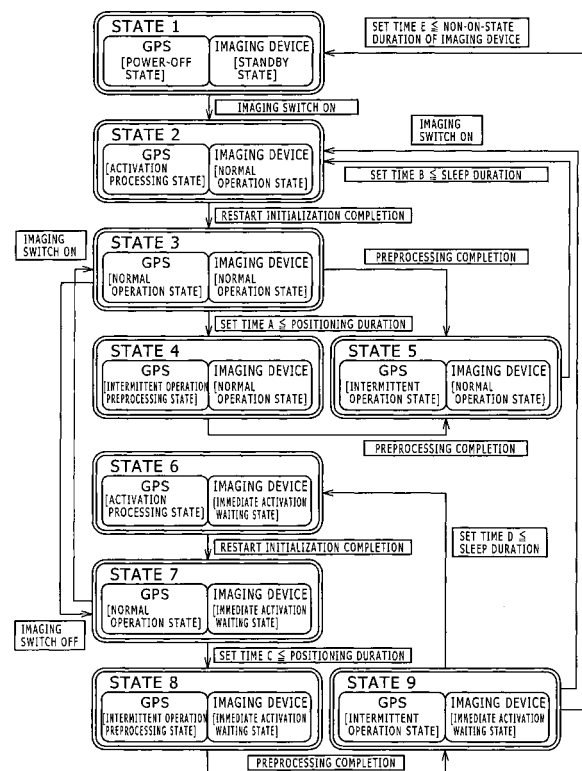 STATE 1
GPS
[POWER-OFF
STATE]
IMAGING DEVICE
[STANDBY
STATE]
SET TIME E ≦ NON-ON-STATE
DURATION OF IMAGING DEVICE
IMAGING SWITCH ON
IMAGING
SWITCH ON
STATE 2
GPS
[ACTIVATION
PROCESSING STATE]
IMAGING DEVICE
[NORMAL
OPERATION STATE]
SET TIME B ≦ SLEEP DURATION
RESTART INITIALIZATION COMPLETION
IMAGING
SWITCH ON
STATE 3
GPS
[NORMAL
OPERATION STATE]
IMAGING DEVICE
[NORMAL
OPERATION STATE]
PREPROCESSING COMPLETION
SET TIME A ≦ POSITIONING DURATION
STATE 4
GPS
[INTERMITTENT OPERATION
PREPROCESSING STATE]
IMAGING DEVICE
[NORMAL
OPERATION STATE]
STATE 5
GPS
[INTERMITTENT
OPERATION STATE]
IMAGING DEVICE
[NORMAL
OPERATION STATE]
PREPROCESSING COMPLETION
STATE 6
GPS
[ACTIVATION
PROCESSING STATE]
IMAGING DEVICE
[IMMEDIATE ACTIVATION
WAITING STATE]
SET TIME D ≦
SLEEP DURATION
RESTART INITIALIZATION COMPLETION
STATE 7
GPS
[NORMAL
OPERATION STATE]
IMAGING DEVICE
[IMMEDIATE ACTIVATION
WAITING STATE]
IMAGING
SWITCH OFF
SET TIME C ≦ POSITIONING DURATION
STATE 8
GPS
[INTERMITTENT OPERATION
PREPROCESSING STATE]
IMAGING DEVICE
[IMMEDIATE ACTIVATION
WAITING STATE]
STATE 9
GPS
[INTERMITTENT
OPERATION STATE]
IMAGING DEVICE
[IMMEDIATE ACTIVATION
WAITING STATE]
PREPROCESSING COMPLETION